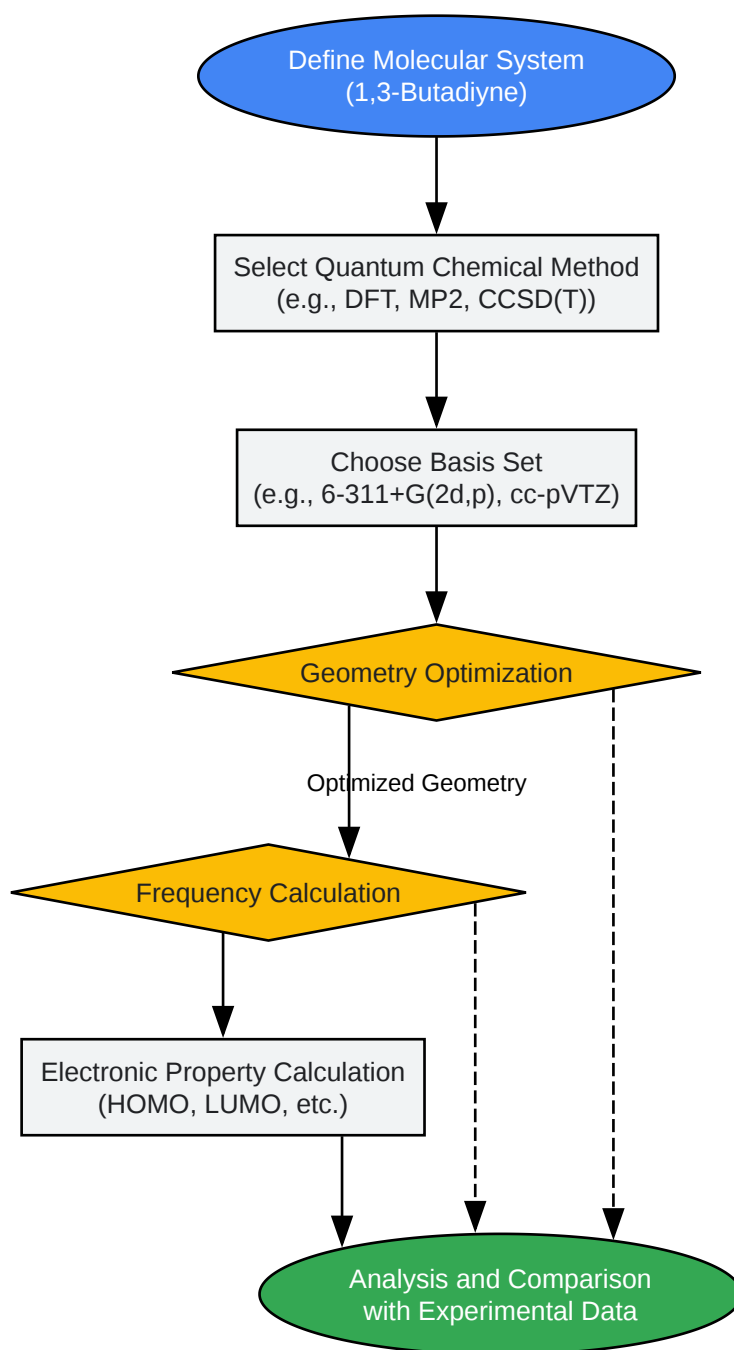 Define Molecular System
(1,3-Butadiyne)
Select Quantum Chemical Method
(e.g., DFT, MP2, CCSD(T))
Choose Basis Set
(e.g., 6-311+G(2d,p), cc-pVTZ)
Geometry Optimization
Optimized Geometry
Frequency Calculation
Electronic Property Calculation
(HOMO, LUMO, etc.)
Analysis and Comparison
with Experimental Data